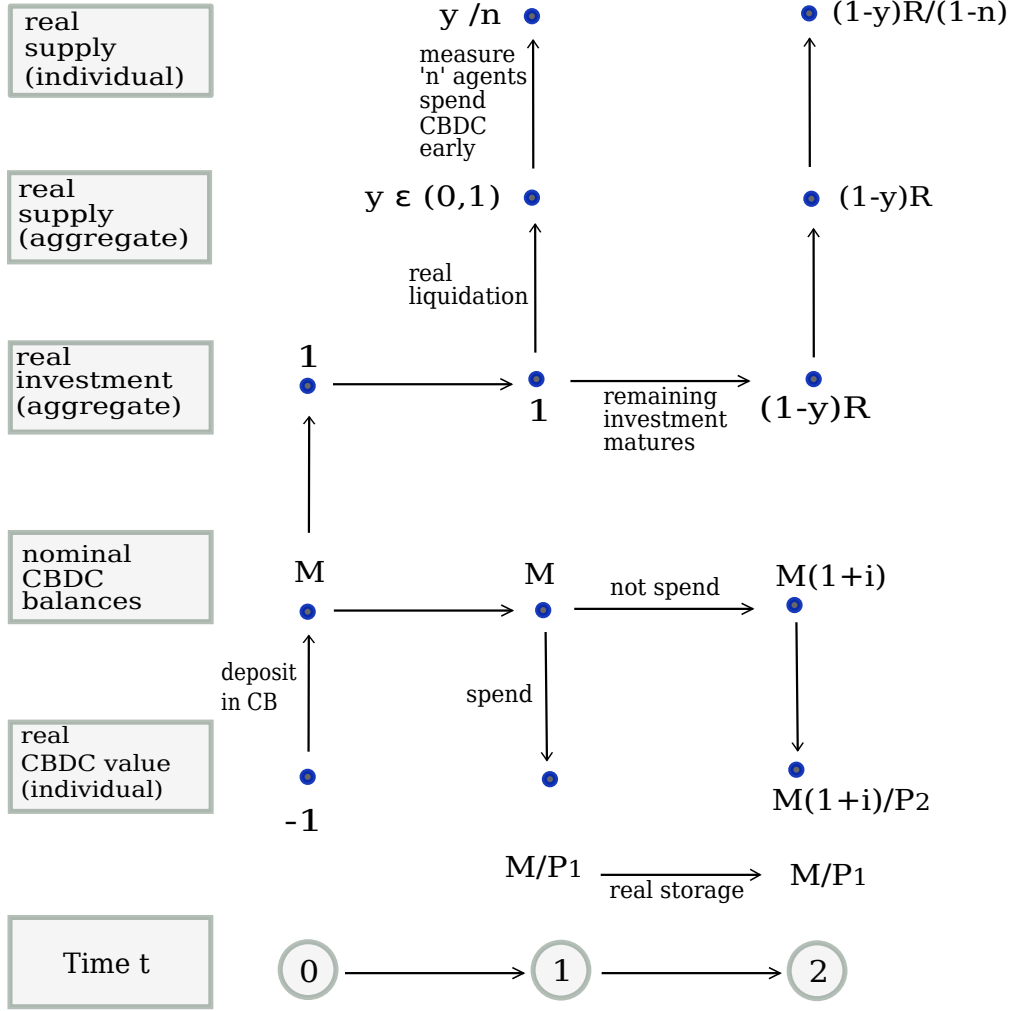 real
supply
(individual)
y /n
(1-y)R/(1-n)
measure
'n' agents
spend
CBDC
early
real
supply
(aggregate)
y ε (0,1)
(1-y)R
real
liquidation
real
investment
(aggregate)
1
1
remaining
investment
matures
(1-y)R
nominal
CBDC
balances
M
M
not spend
M(1+i)
deposit
in CB
spend
real
CBDC value
(individual)
-1
M(1+i)/P2
M/P1
real storage
M/P1
Time t
0
1
2